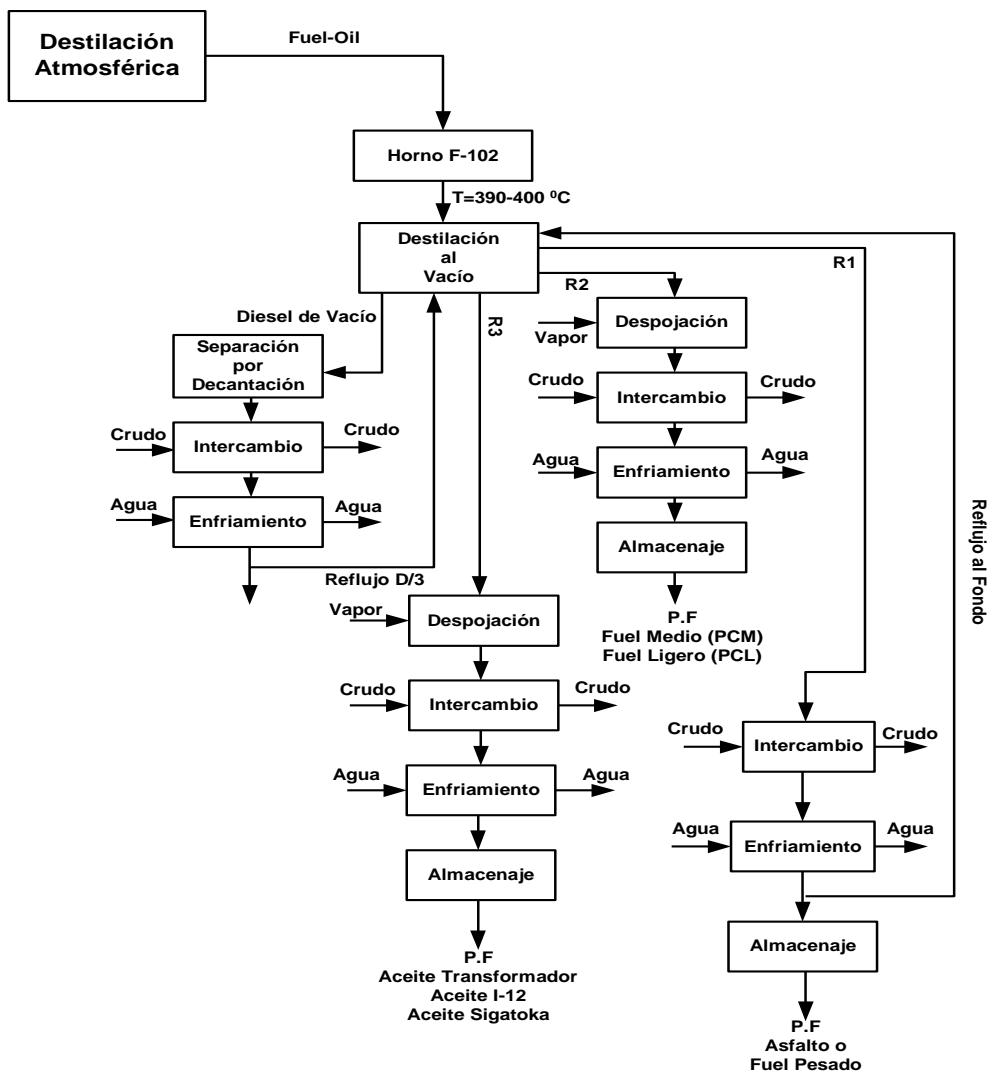 Destilación
Atmosférica
Fuel-Oil
Horno F-102
T=390-400 ºC
Destilación
al
Vacío
R1
R2
R3
Diesel de Vacío
Separación
por
Decantación
Crudo
Intercambio
Crudo
Agua
Enfriamiento
Agua
Reflujo D/3
Despojación
Vapor
Crudo
Intercambio
Crudo
Agua
Enfriamiento
Agua
Almacenaje
P.F
Fuel Medio (PCM)
Fuel Ligero (PCL)
Vapor
Despojación
Crudo
Intercambio
Crudo
Agua
Enfriamiento
Agua
Almacenaje
P.F
Aceite Transformador
Aceite I-12
Aceite Sigatoka
Reflujo al Fondo
Crudo
Intercambio
Crudo
Agua
Enfriamiento
Agua
Almacenaje
P.F
Asfalto o
Fuel Pesado